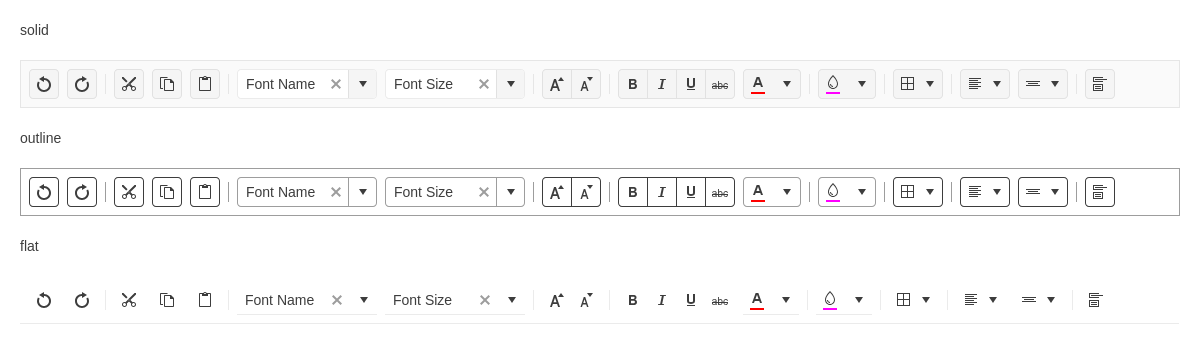 solid
Font Name Font Size A A B I U abc A
outline
Font Name Font Size A A B I U abc A
flat
Font Name Font Size A A B I U abc A